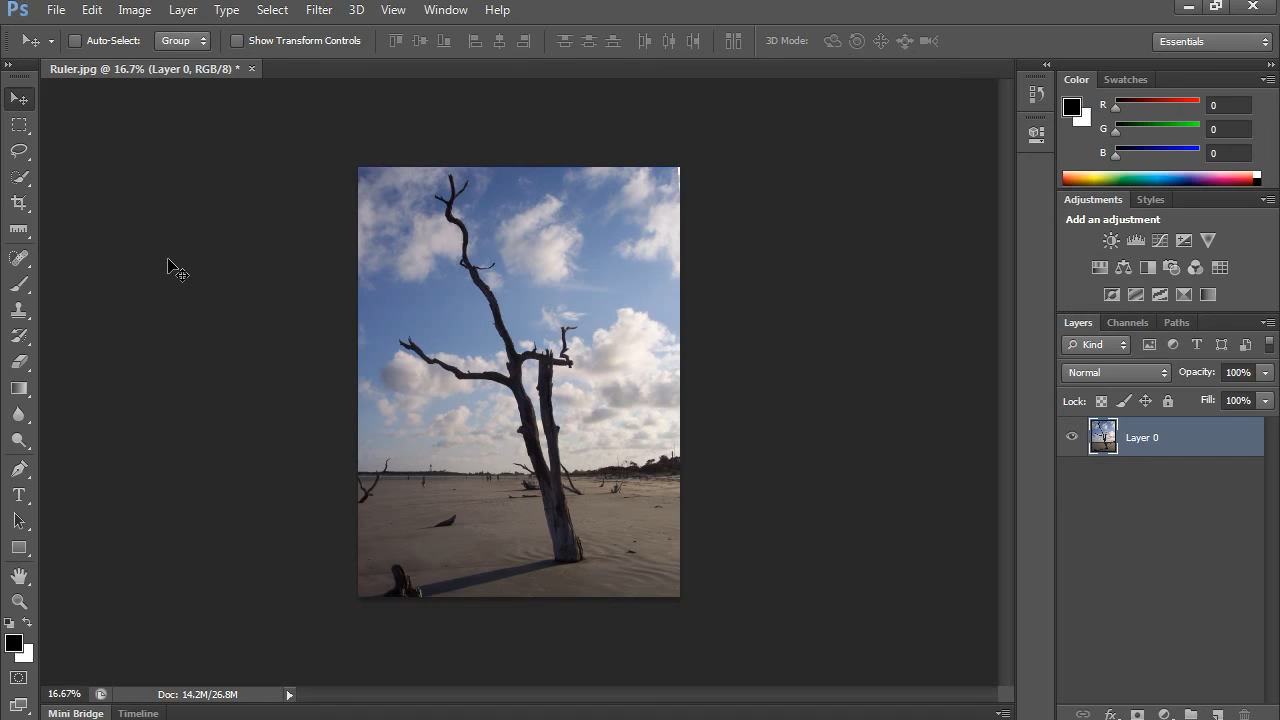 Ps File Edit Image Layer Type Select Filter 3D View Window Help
Auto-Select: Group Show Transform Controls 3D Mode: Essentials
Ruler.jpg @ 16.7% (Layer 0, RGB/8) * ×
Color Swatches
R 0
G 0
B 0
Adjustments Styles
Add an adjustment
Layers Channels Paths
Kind T
Normal Opacity: 100%
Lock: Fill: 100%
Layer 0
T
16.67% Doc: 14.2M/26.8M
Mini Bridge Timeline
fx